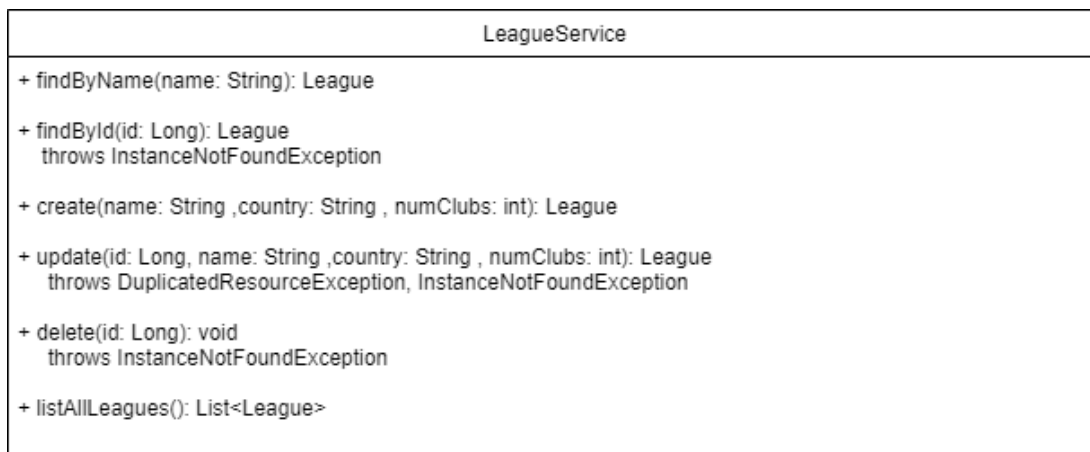 LeagueService
+ findByName(name: String): League
+ findById(id: Long): League
throws InstanceNotFoundException
+ create(name: String ,country: String , numClubs: int): League
+ update(id: Long, name: String ,country: String , numClubs: int): League
throws DuplicatedResourceException, InstanceNotFoundException
+ delete(id: Long): void
throws InstanceNotFoundException
+ listAllLeagues(): List<League>